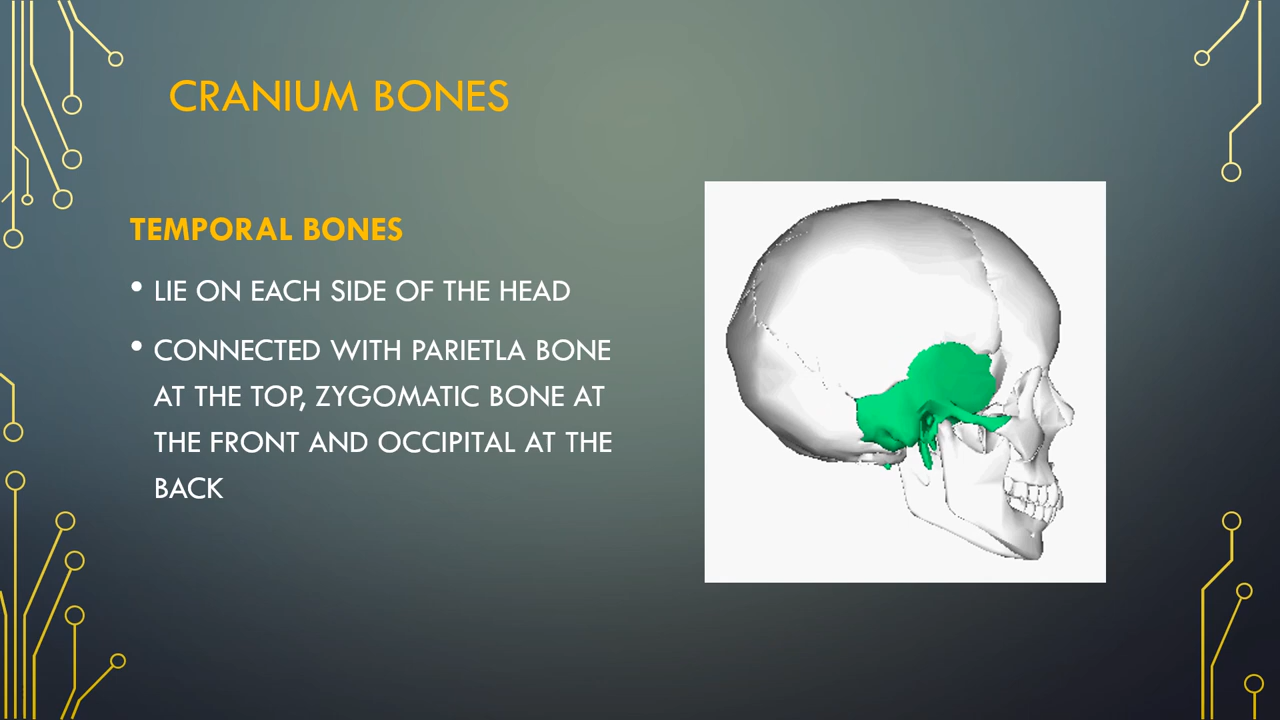 CRANIUM BONES
TEMPORAL BONES
• LIE ON EACH SIDE OF THE HEAD
• CONNECTED WITH PARIETLA BONE
AT THE TOP, ZYGOMATIC BONE AT
THE FRONT AND OCCIPITAL AT THE
BACK